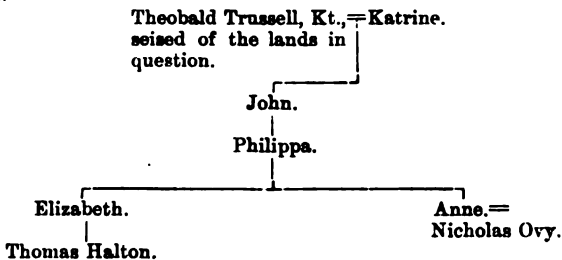 Theobald Trussell, Kt.,=Katrine.
seised of the lands in
question.
John.
Philippa.
Elizabeth.
Anne.=
Nicholas Ovy.
Thomas Halton.